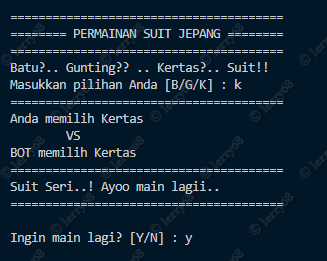 =====================================
======== PERMAINAN SUIT JEPANG ========
=====================================
Batu?.. Gunting?? .. Kertas?.. Suit!!
Masukkan pilihan Anda [B/G/K] : k
=====================================
Anda memilih Kertas
VS
BOT memilih Kertas
=====================================
Suit Seri..! Ayoo main lagii..
=====================================
Ingin main lagi? [Y/N] : y
© lerry68